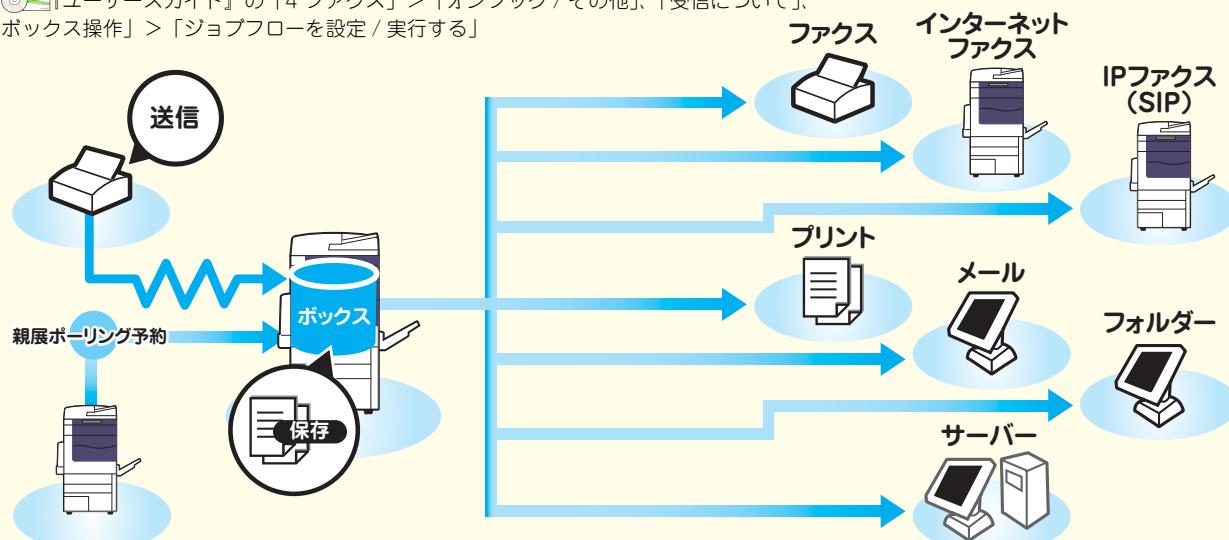 『ユーザーズガイド』の「4 ファクス」＞「オンフック / その他」、「受信について」、
ボックス操作」＞「ジョブフローを設定 / 実行する」
ファクス
インターネット
ファクス
IPファクス
（SIP）
送信
プリント
メール
ボックス
フォルダー
親展ポーリング予約
保存
サーバー